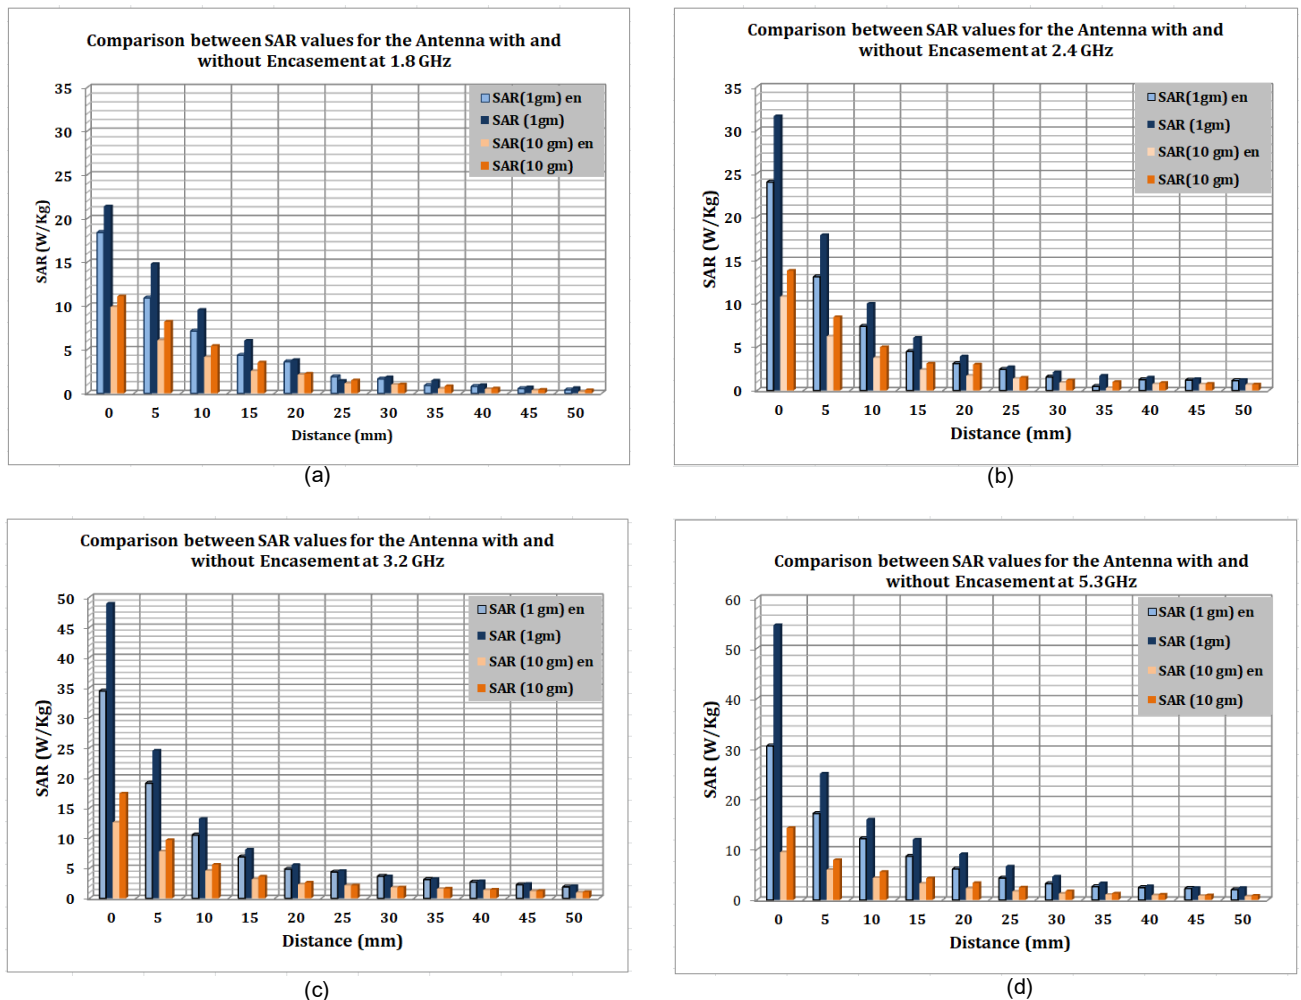 Comparison between SAR values for the Antenna with and
without Encasement at 1.8 GHz
SAR (W/Kg)
35
30
25
20
15
10
5
0
SAR(1gm) en
SAR (1gm)
SAR(10 gm) en
SAR(10 gm)
0 5 10 15 20 25 30 35 40 45 50
Distance (mm)
(a)
Comparison between SAR values for the Antenna with and
without Encasement at 2.4 GHz
SAR (W/Kg)
35
30
25
20
15
10
5
0
SAR(1gm) en
SAR (1gm)
SAR(10 gm) en
SAR(10 gm)
0 5 10 15 20 25 30 35 40 45 50
Distance (mm)
(b)
Comparison between SAR values for the Antenna with and
without Encasement at 3.2 GHz
SAR (W/Kg)
50
45
40
35
30
25
20
15
10
5
0
SAR (1 gm) en
SAR (1gm)
SAR (10 gm) en
SAR (10 gm)
0 5 10 15 20 25 30 35 40 45 50
Distance (mm)
(c)
Comparison between SAR values for the Antenna with and
without Encasement at 5.3GHz
SAR (W/Kg)
60
50
40
30
20
10
0
SAR (1 gm) en
SAR (1gm)
SAR (10 gm) en
SAR (10 gm)
0 5 10 15 20 25 30 35 40 45 50
Distance (mm)
(d)